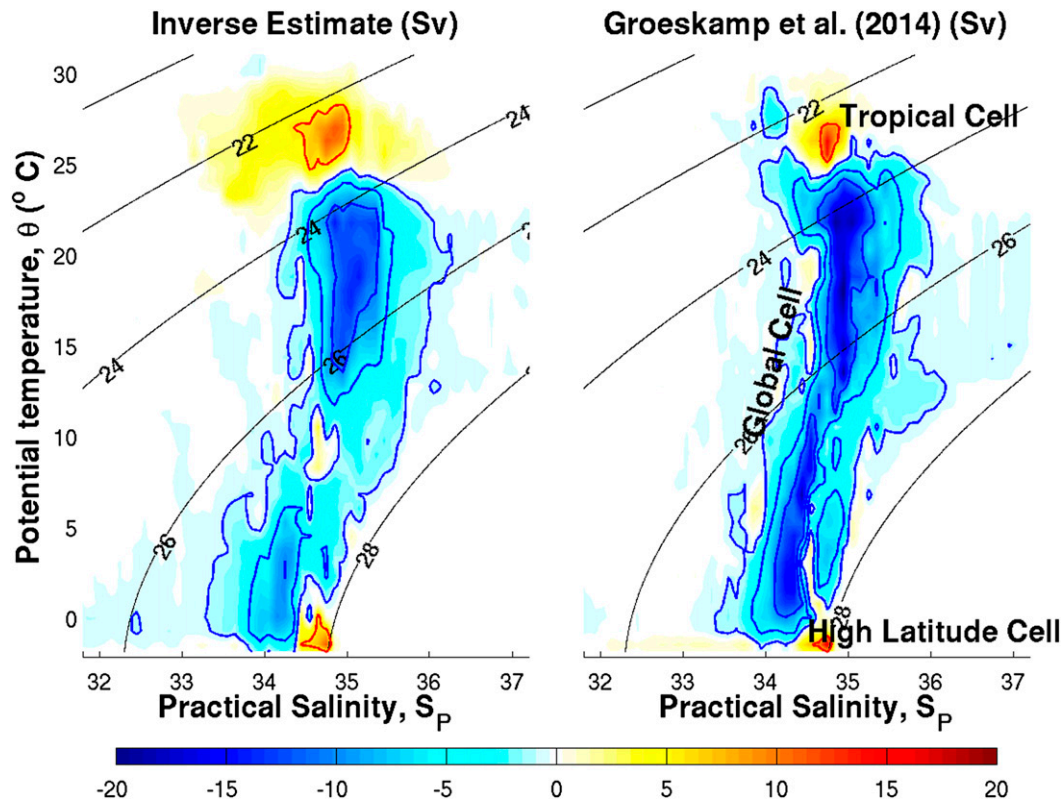 Inverse Estimate (Sv)
Groeskamp et al. (2014) (Sv)
30
25
20
15
10
5
0
Potential temperature, θ (° C)
22
24
24
24
26
26
28
22
Tropical Cell
24
26
Global Cell
26
28
High Latitude Cell
32 33 34 35 36 37
32 33 34 35 36 37
Practical Salinity, S_P
Practical Salinity, S_P
-20 -15 -10 -5 0 5 10 15 20